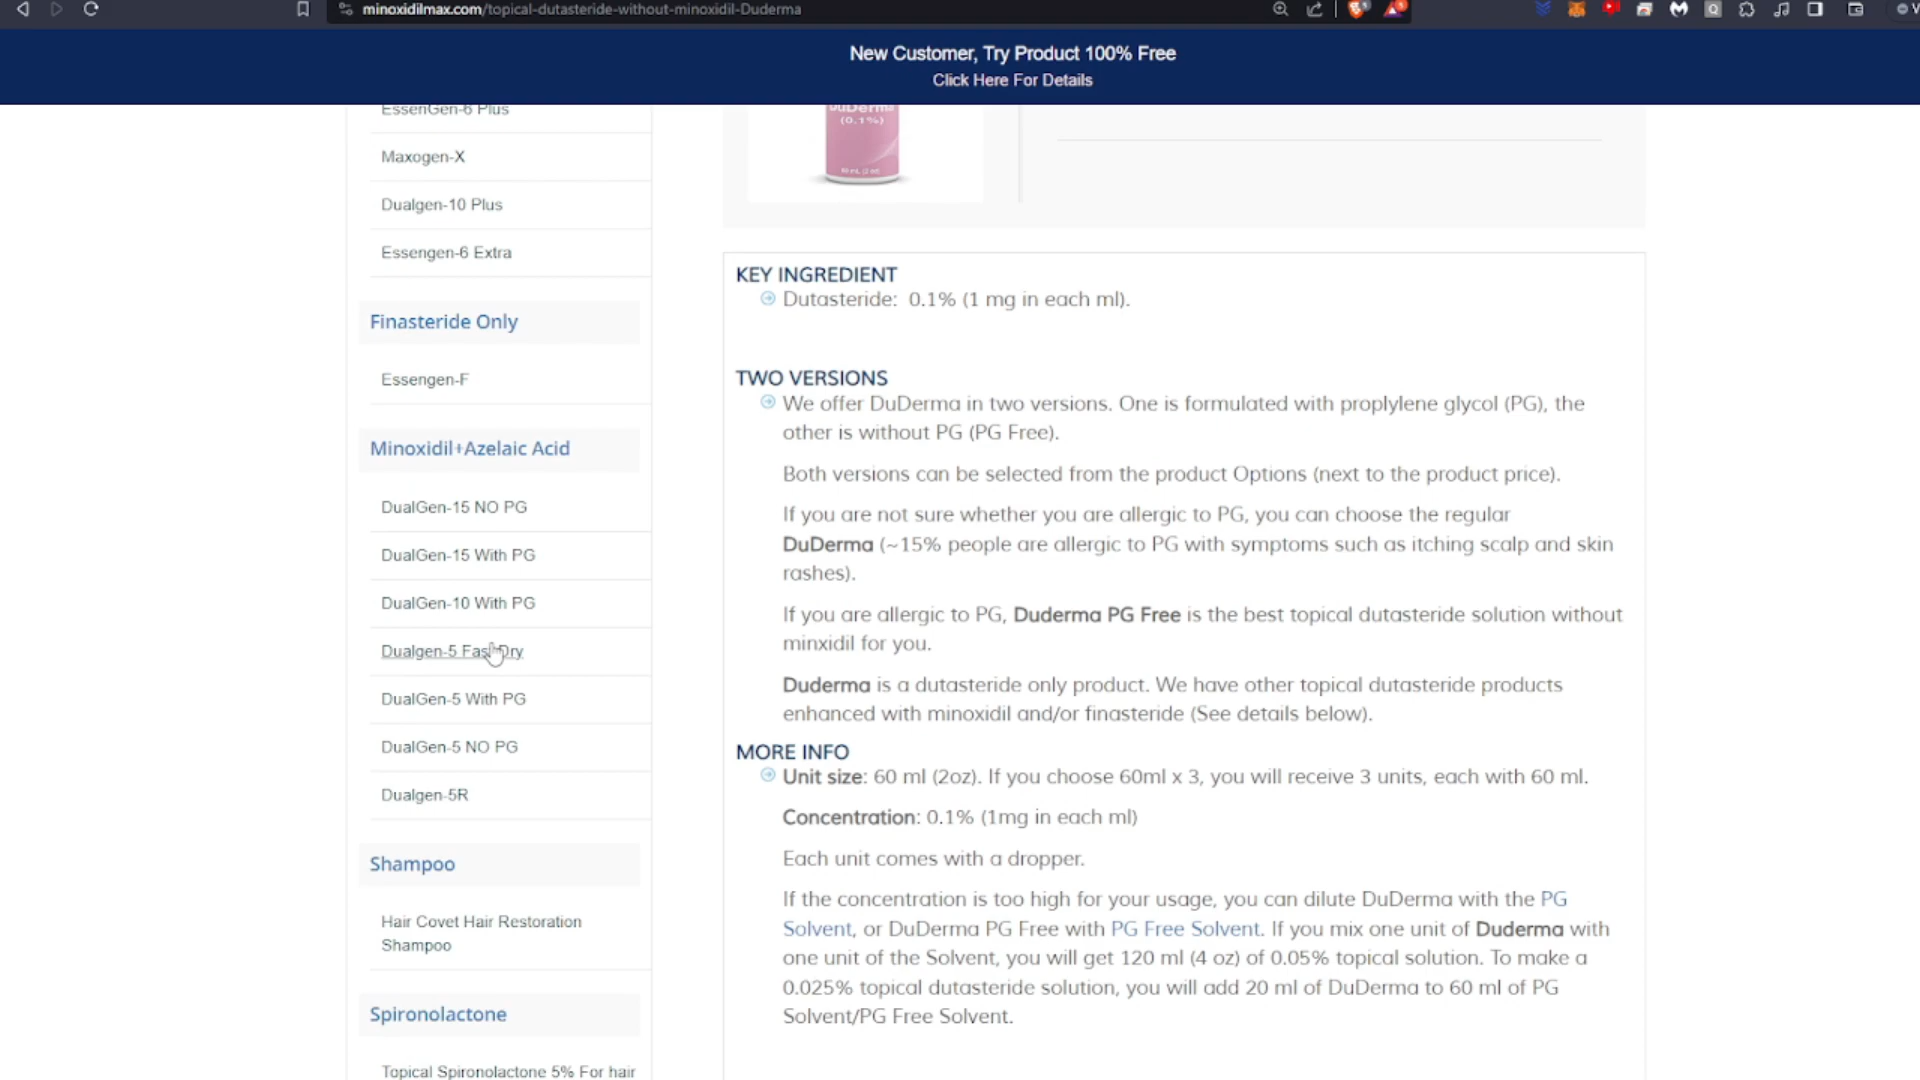 minoxidilmax.com/topical-dutasteride-without-minoxidil-Duderma
New Customer, Try Product 100% Free
Click Here For Details
EssenGen-6 Plus
Maxogen-X
Dualgen-10 Plus
Essengen-6 Extra
Finasteride Only
Essengen-F
Minoxidil+Azelaic Acid
DualGen-15 NO PG
DualGen-15 With PG
DualGen-10 With PG
Dualgen-5 Fast Dry
DualGen-5 With PG
DualGen-5 NO PG
Dualgen-5R
Shampoo
Hair Covet Hair Restoration
Shampoo
Spironolactone
Topical Spironolactone 5% For hair
DuDerma
(0.1%)
60 mL (2 oz)
KEY INGREDIENT
Dutasteride: 0.1% (1 mg in each ml).
TWO VERSIONS
We offer DuDerma in two versions. One is formulated with proplylene glycol (PG), the
other is without PG (PG Free).
Both versions can be selected from the product Options (next to the product price).
If you are not sure whether you are allergic to PG, you can choose the regular
DuDerma (~15% people are allergic to PG with symptoms such as itching scalp and skin
rashes).
If you are allergic to PG, Duderma PG Free is the best topical dutasteride solution without
minxidil for you.
Duderma is a dutasteride only product. We have other topical dutasteride products
enhanced with minoxidil and/or finasteride (See details below).
MORE INFO
Unit size: 60 ml (2oz). If you choose 60ml x 3, you will receive 3 units, each with 60 ml.
Concentration: 0.1% (1mg in each ml)
Each unit comes with a dropper.
If the concentration is too high for your usage, you can dilute DuDerma with the PG
Solvent, or DuDerma PG Free with PG Free Solvent. If you mix one unit of Duderma with
one unit of the Solvent, you will get 120 ml (4 oz) of 0.05% topical solution. To make a
0.025% topical dutasteride solution, you will add 20 ml of DuDerma to 60 ml of PG
Solvent/PG Free Solvent.